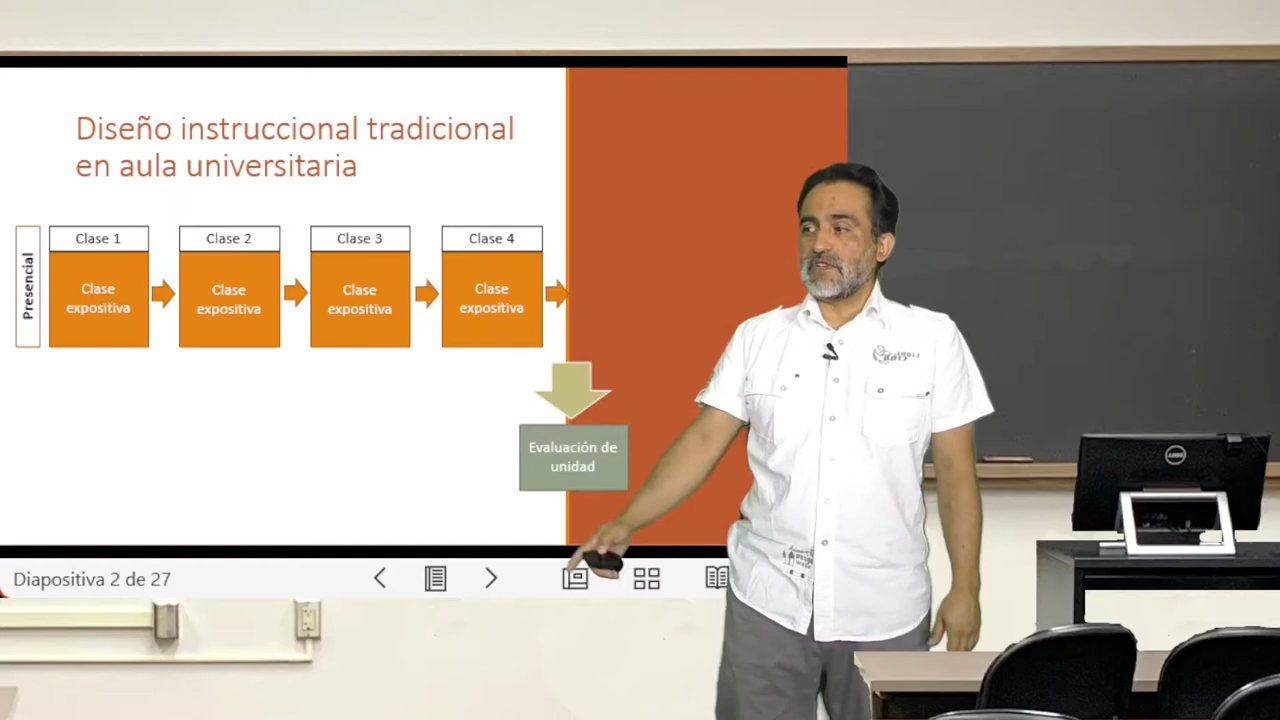 Diseño instruccional tradicional
en aula universitaria
Presencial
Clase 1
Clase 2
Clase 3
Clase 4
Clase
expositiva
Clase
expositiva
Clase
expositiva
Clase
expositiva
Evaluación de
unidad
Diapositiva 2 de 27